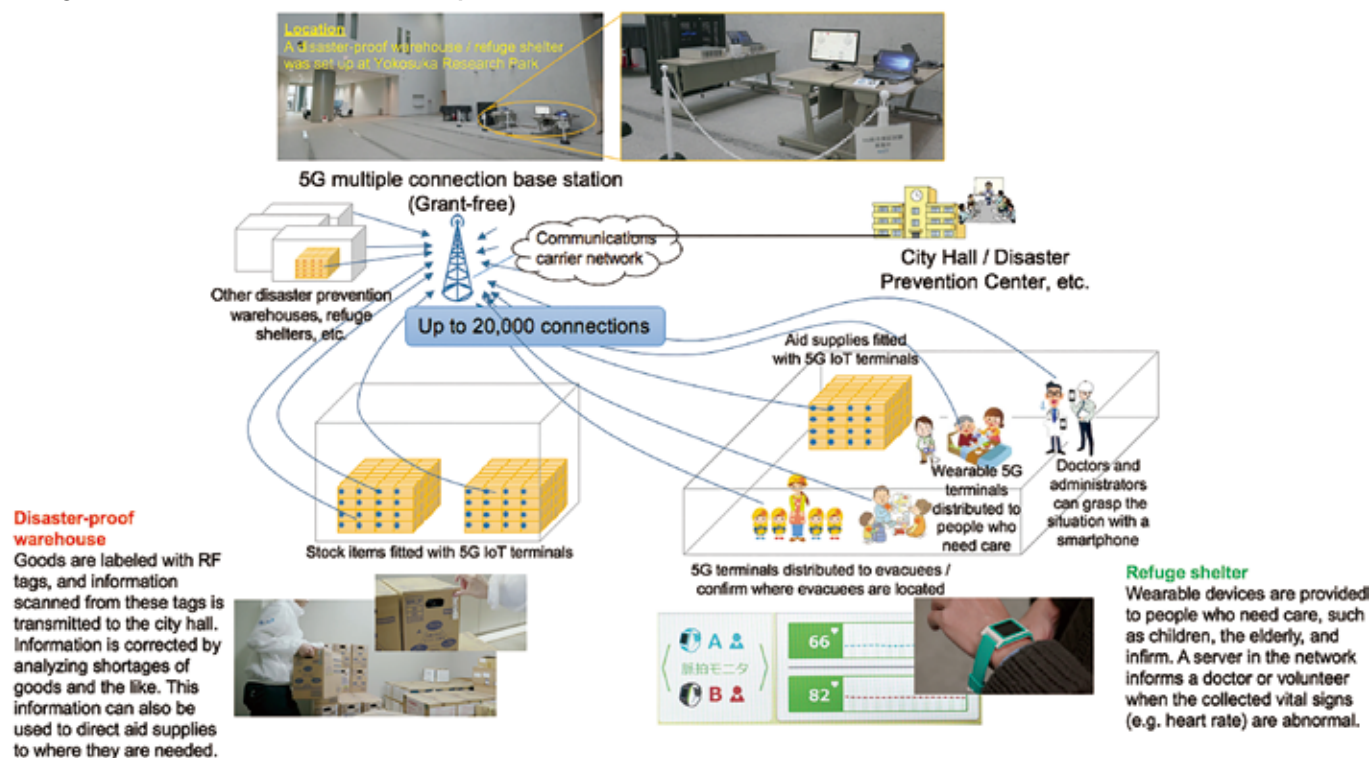 Location
A disaster-proof warehouse / refuge shelter
was set up at Yokosuka Research Park
5G multiple connection base station
(Grant-free)
Communications
carrier network
City Hall / Disaster
Prevention Center, etc.
Other disaster prevention
warehouses, refuge
shelters, etc.
Up to 20,000 connections
Aid supplies fitted
with 5G IoT terminals
Wearable 5G
terminals
distributed to
people who
need care
Doctors and
administrators
can grasp the
situation with a
smartphone
Stock items fitted with 5G IoT terminals
5G terminals distributed to evacuees /
confirm where evacuees are located
Disaster-proof
warehouse
Goods are labeled with RF
tags, and information
scanned from these tags is
transmitted to the city hall.
Information is corrected by
analyzing shortages of
goods and the like. This
information can also be
used to direct aid supplies
to where they are needed.
A
脈拍モニタ
B
66
82
Refuge shelter
Wearable devices are provided
to people who need care, such
as children, the elderly, and
infirm. A server in the network
informs a doctor or volunteer
when the collected vital signs
(e.g. heart rate) are abnormal.